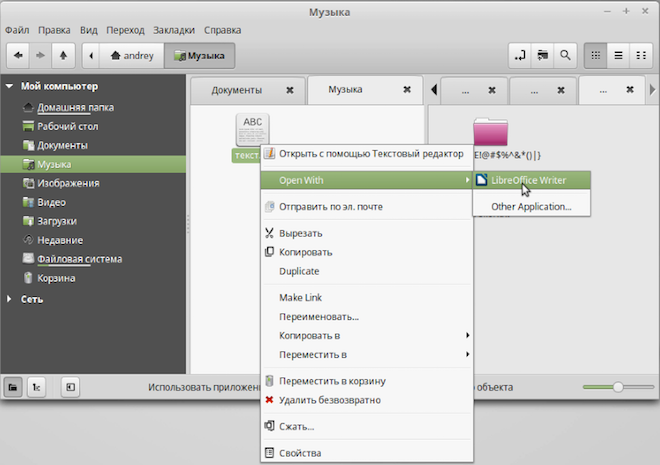 Музыка
Файл Правка Вид Переход Закладки Справка
andrey Музыка
Мой компьютер
Домашняя папка
Рабочий стол
Документы
Музыка
Изображения
Видео
Загрузки
Недавние
Файловая система
Корзина
Сеть
Документы Музыка ... ... ...
ABC
текст
E!@#$%^&*()|}
Открыть с помощью Текстовый редактор
Open With
LibreOffice Writer
Other Application...
Отправить по эл. почте
Вырезать
Копировать
Duplicate
Make Link
Переименовать...
Копировать в
Переместить в
Переместить в корзину
Удалить безвозвратно
Сжать...
Свойства
Использовать приложен объекта